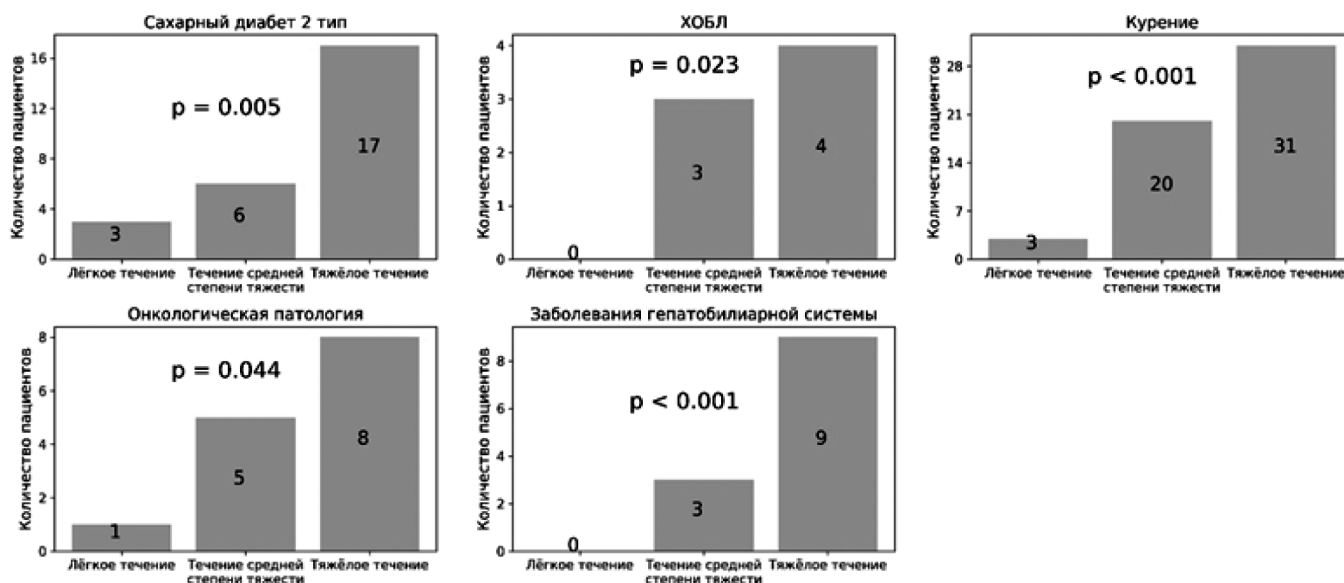 Сахарный диабет 2 тип
Количество пациентов
16
12
8
4
0
p = 0.005
3
6
17
Лёгкое течение
Течение средней
степени тяжести
Тяжёлое течение
ХОБЛ
Количество пациентов
4
3
2
1
0
p = 0.023
0
3
4
Лёгкое течение
Течение средней
степени тяжести
Тяжёлое течение
Курение
Количество пациентов
28
21
14
7
0
p < 0.001
3
20
31
Лёгкое течение
Течение средней
степени тяжести
Тяжёлое течение
Онкологическая патология
Количество пациентов
8
6
4
2
0
p = 0.044
1
5
8
Лёгкое течение
Течение средней
степени тяжести
Тяжёлое течение
Заболевания гепатобилиарной системы
Количество пациентов
8
6
4
2
0
p < 0.001
0
3
9
Лёгкое течение
Течение средней
степени тяжести
Тяжёлое течение